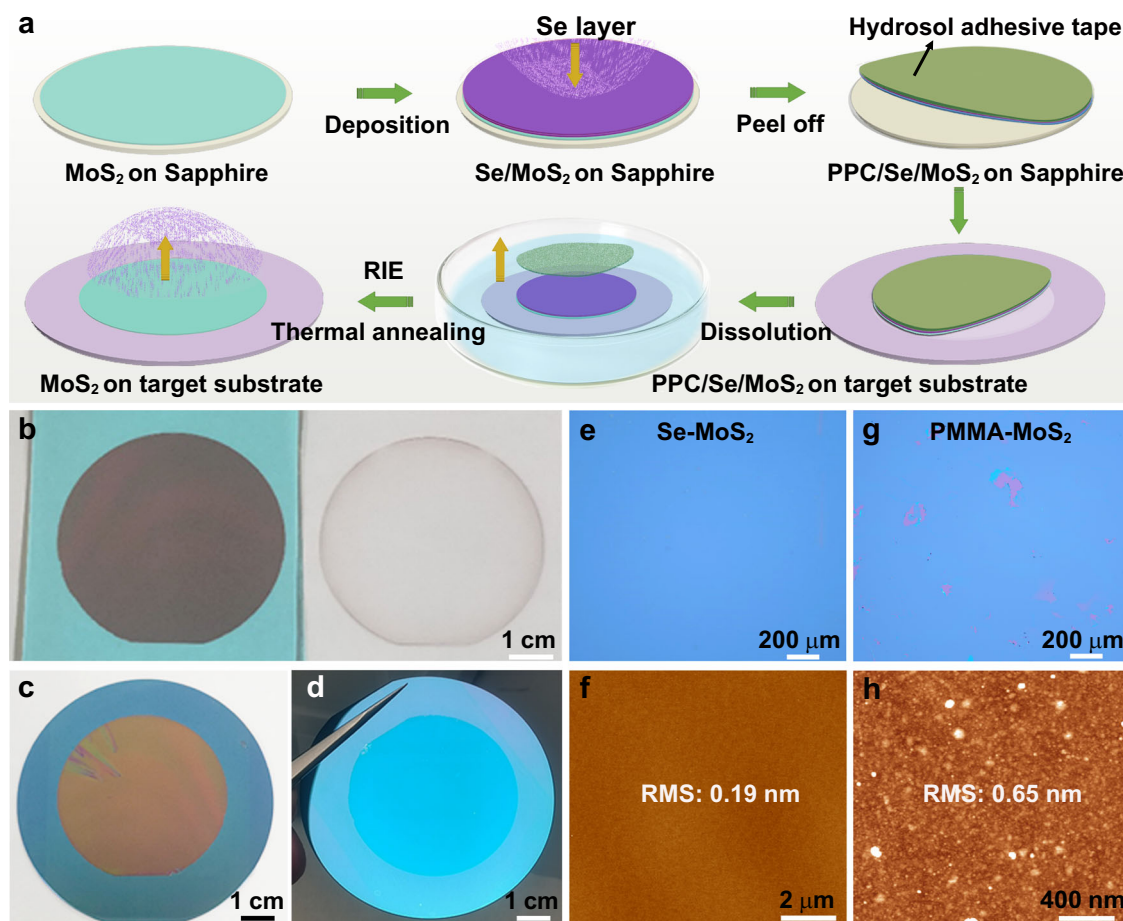 a
Se layer
Hydrosol adhesive tape
Deposition
Peel off
MoS₂ on Sapphire
Se/MoS₂ on Sapphire
PPC/Se/MoS₂ on Sapphire
RIE
Thermal annealing
Dissolution
MoS₂ on target substrate
PPC/Se/MoS₂ on target substrate
b
1 cm
e
Se-MoS₂
200 μm
g
PMMA-MoS₂
200 μm
c
1 cm
d
1 cm
f
RMS: 0.19 nm
2 μm
h
RMS: 0.65 nm
400 nm